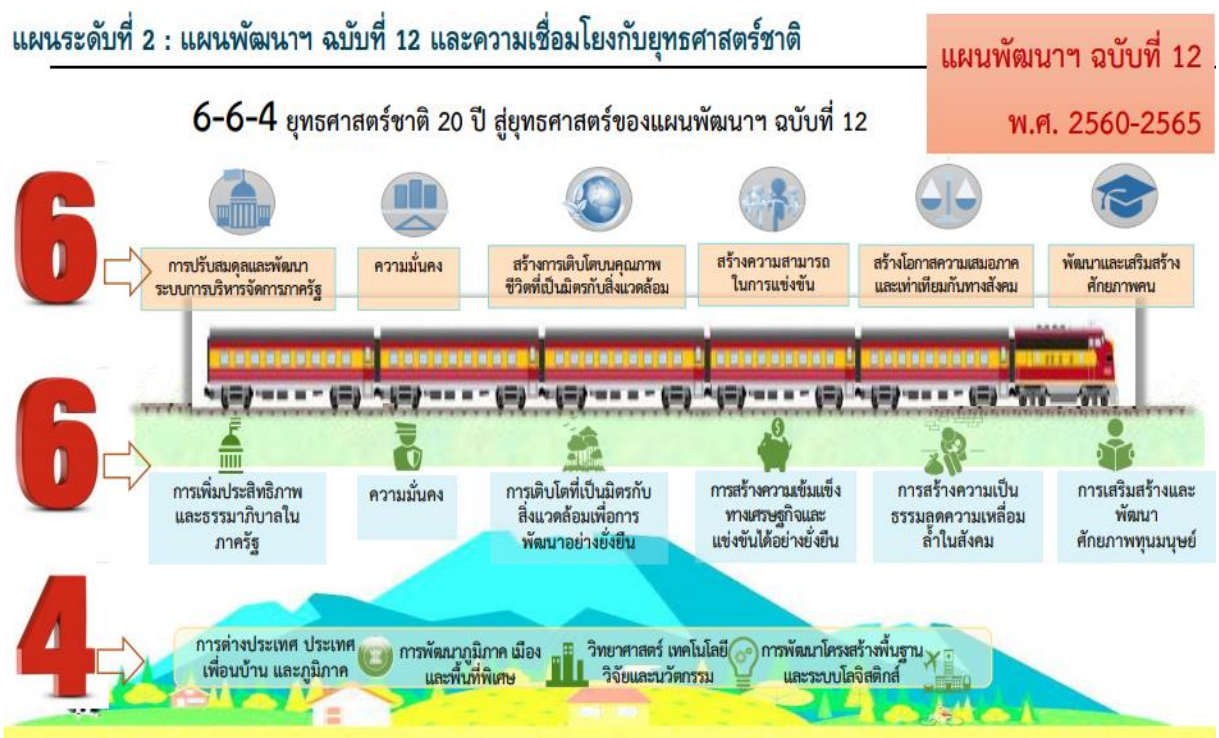 แผนระดับที่ 2 : แผนพัฒนาฯ ฉบับที่ 12 และความเชื่อมโยงกับยุทธศาสตร์ชาติ
แผนพัฒนาฯ ฉบับที่ 12
พ.ศ. 2560-2565
6-6-4 ยุทธศาสตร์ชาติ 20 ปี สู่ยุทธศาสตร์ของแผนพัฒนาฯ ฉบับที่ 12
6
การปรับสมดุลและพัฒนา
ระบบการบริหารจัดการภาครัฐ
ความมั่นคง
สร้างการเติบโตบนคุณภาพ
ชีวิตที่เป็นมิตรกับสิ่งแวดล้อม
สร้างความสามารถ
ในการแข่งขัน
สร้างโอกาสความเสมอภาค
และเท่าเทียมกันทางสังคม
พัฒนาและเสริมสร้าง
ศักยภาพคน
6
การเพิ่มประสิทธิภาพ
และธรรมาภิบาลใน
ภาครัฐ
ความมั่นคง
การเติบโตที่เป็นมิตรกับ
สิ่งแวดล้อมเพื่อการ
พัฒนาอย่างยั่งยืน
การสร้างความเข้มแข็ง
ทางเศรษฐกิจและ
แข่งขันได้อย่างยั่งยืน
การสร้างความเป็น
ธรรมลดความเหลื่อม
ล้ำในสังคม
การเสริมสร้างและ
พัฒนา
ศักยภาพทุนมนุษย์
4
การต่างประเทศ ประเทศ
เพื่อนบ้าน และภูมิภาค
การพัฒนาภูมิภาค เมือง
และพื้นที่พิเศษ
วิทยาศาสตร์ เทคโนโลยี
วิจัยและนวัตกรรม
การพัฒนาโครงสร้างพื้นฐาน
และระบบโลจิสติกส์